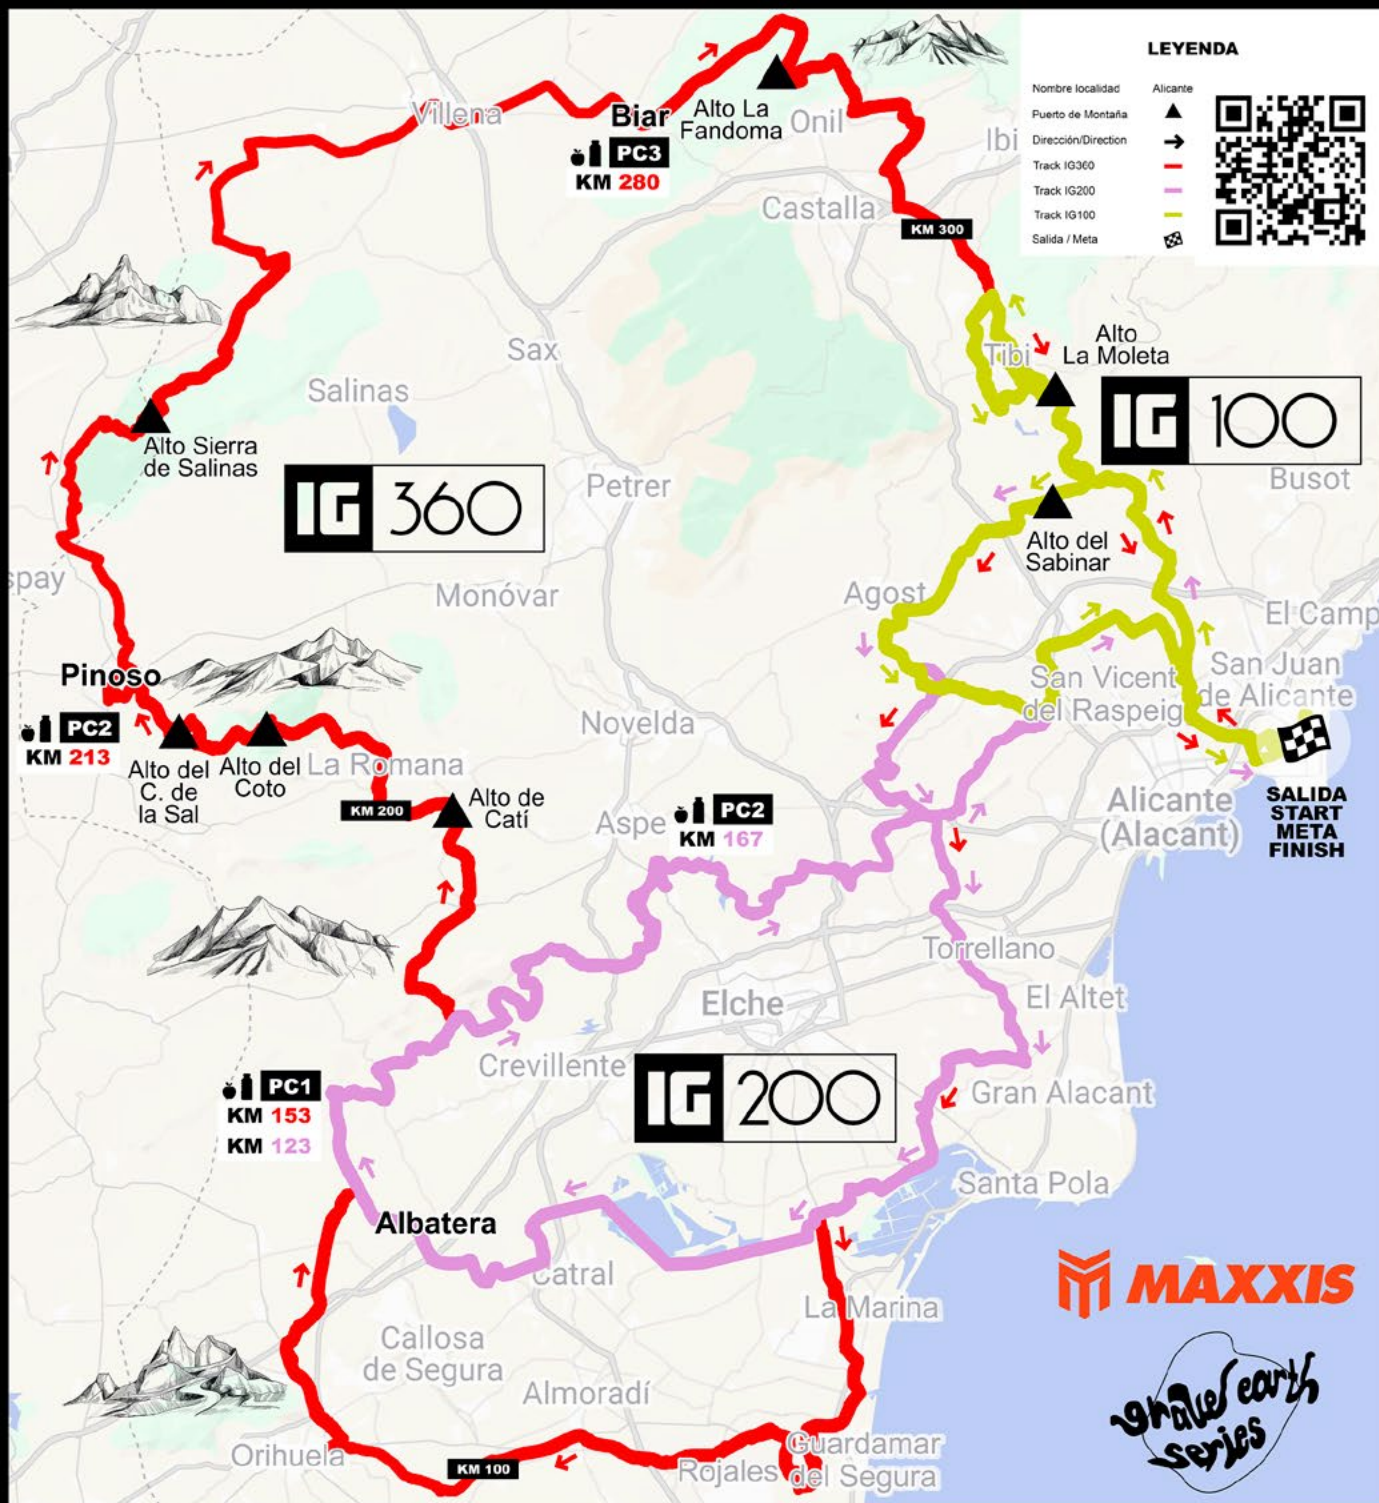 LEYENDA
Nombre localidad Alicante
Puerto de Montaña
Dirección/Direction
Track IG360
Track IG200
Track IG100
Salida / Meta
Villena
Biar
Alto La
Fandoma
Onil
Ibi
PC3
KM 280
Castalla
KM 300
Sax
Tibi
Alto
La Moleta
Salinas
Alto Sierra
de Salinas
IG 360
IG 100
Petrer
Busot
Alto del
Sabinar
spay
Monóvar
Agost
El Camp
Pinoso
San Vicent
del Raspeig
San Juan
de Alicante
PC2
KM 213
Novelda
Alto del
C. de
la Sal
Alto del
Coto
La Romana
KM 200
Alto de
Catí
Aspe
PC2
KM 167
Alicante
(Alacant)
SALIDA
START
META
FINISH
Torrellano
Elche
El Altet
Crevillente
PC1
KM 153
KM 123
IG 200
Gran Alacant
Santa Pola
Albatera
Catral
La Marina
MAXXIS
Callosa
de Segura
Almoradí
gravel earth
series
Orihuela
KM 100
Rojales
Guardamar
del Segura